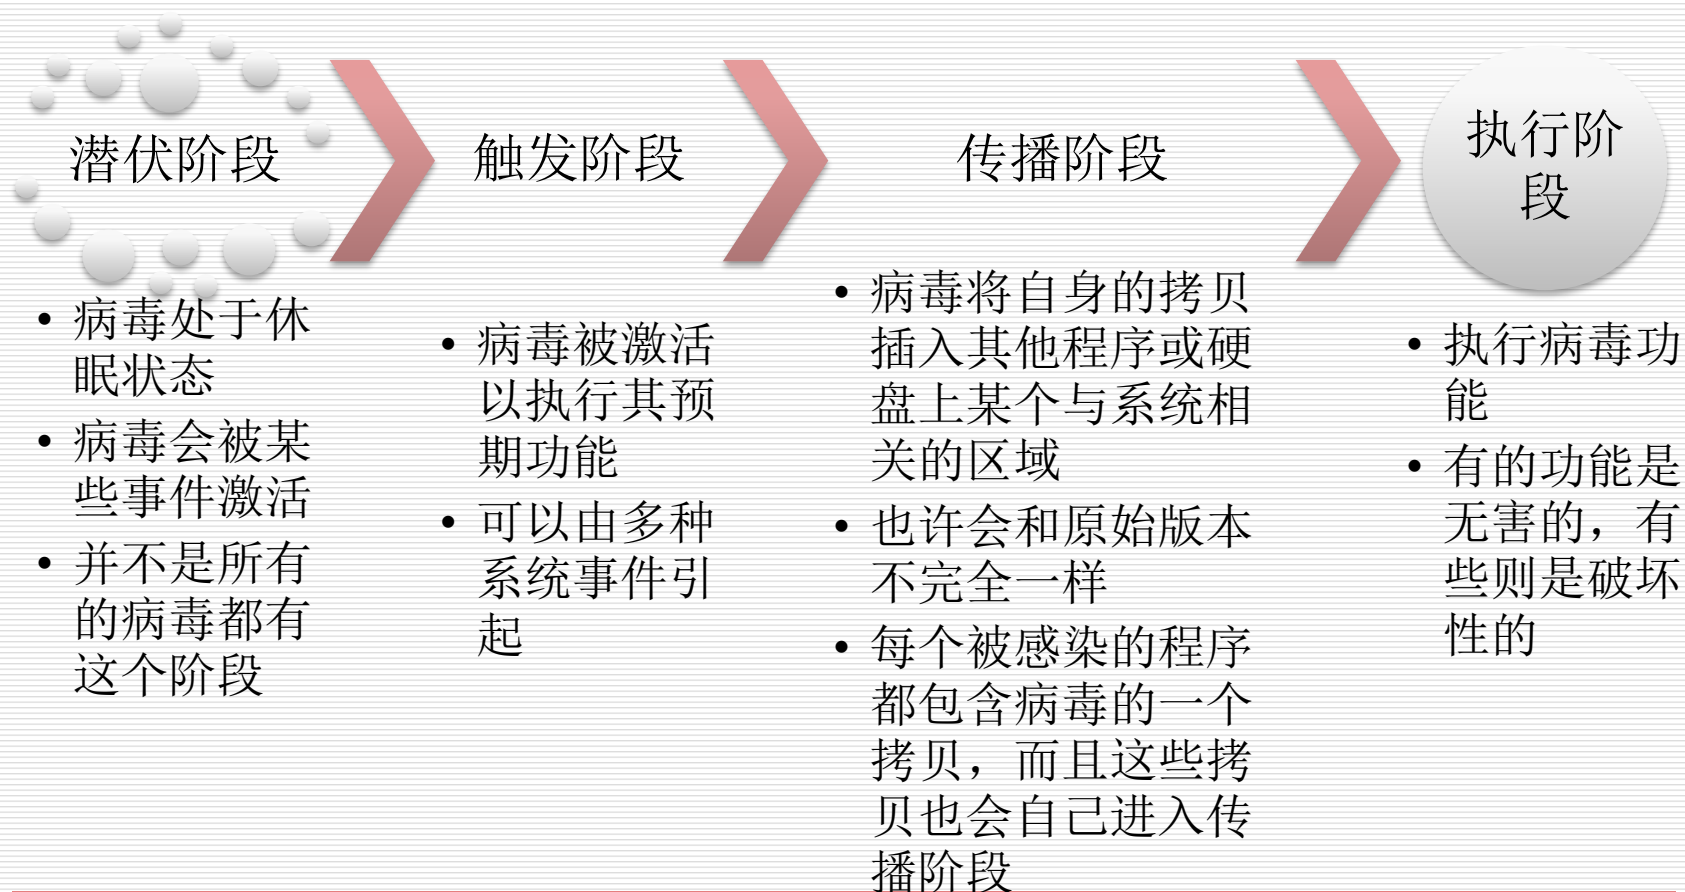 潜伏阶段
• 病毒处于休
眠状态
• 病毒会被某
些事件激活
• 并不是所有
的病毒都有
这个阶段
触发阶段
• 病毒被激活
以执行其预
期功能
• 可以由多种
系统事件引
起
传播阶段
• 病毒将自身的拷贝
插入其他程序或硬
盘上某个与系统相
关的区域
• 也许会和原始版本
不完全一样
• 每个被感染的程序
都包含病毒的一个
拷贝，而且这些拷
贝也会自己进入传
播阶段
执行阶
段
• 执行病毒功
能
• 有的功能是
无害的，有
些则是破坏
性的